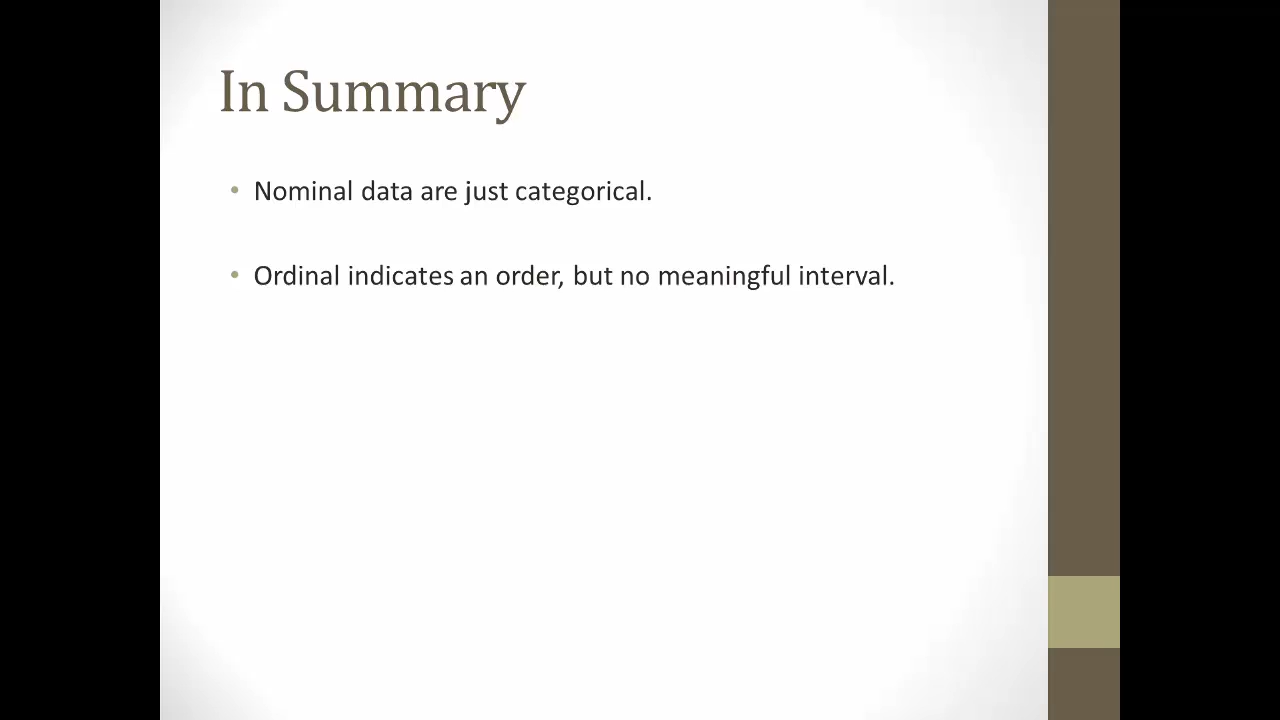 In Summary
• Nominal data are just categorical.
• Ordinal indicates an order, but no meaningful interval.